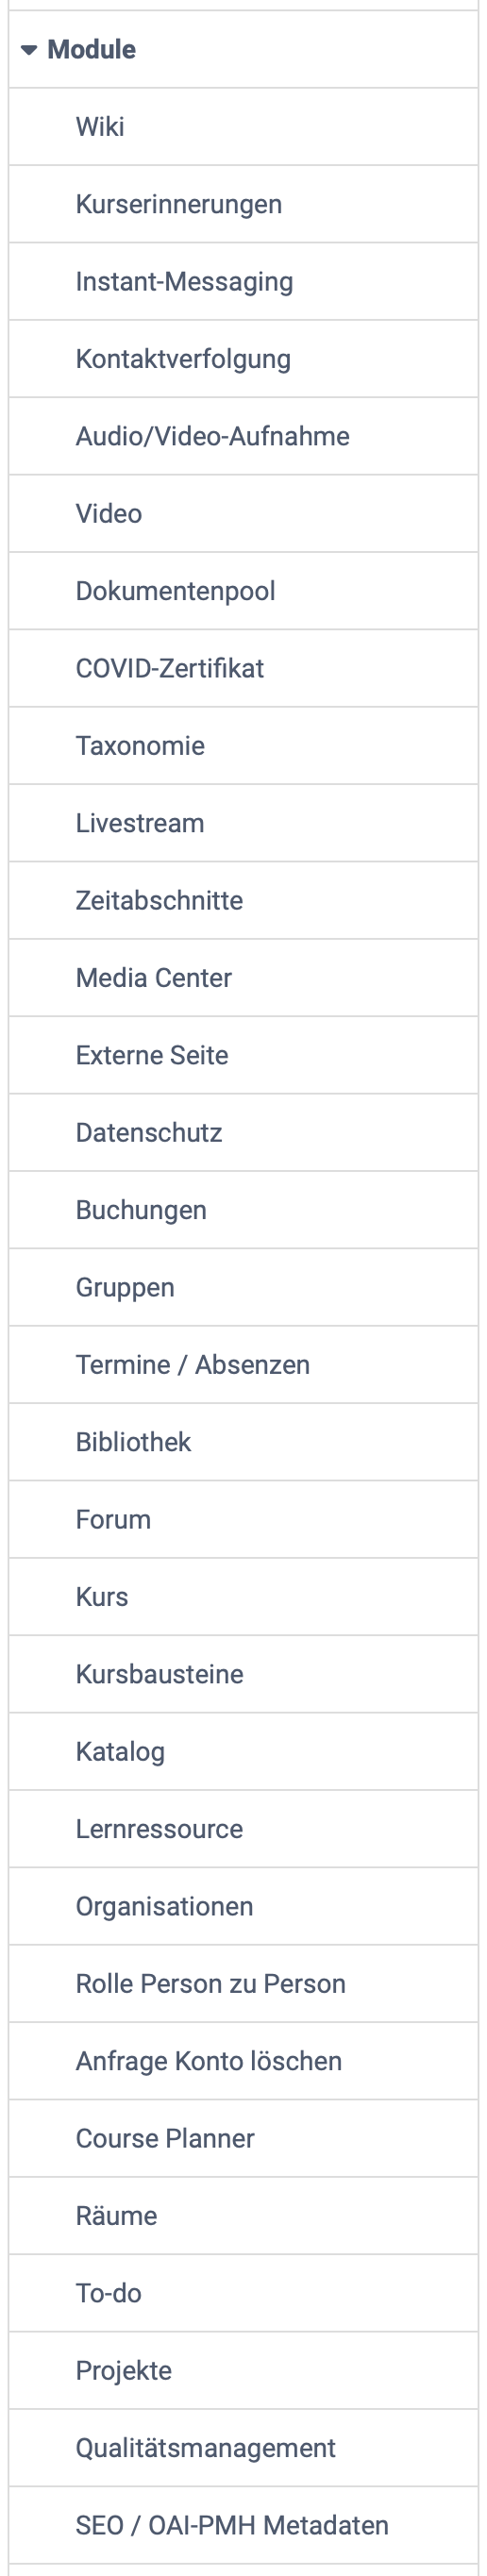 Module
Wiki
Kurserinnerungen
Instant-Messaging
Kontaktverfolgung
Audio/Video-Aufnahme
Video
Dokumentenpool
COVID-Zertifikat
Taxonomie
Livestream
Zeitabschnitte
Media Center
Externe Seite
Datenschutz
Buchungen
Gruppen
Termine / Absenzen
Bibliothek
Forum
Kurs
Kursbausteine
Katalog
Lernressource
Organisationen
Rolle Person zu Person
Anfrage Konto löschen
Course Planner
Räume
To-do
Projekte
Qualitätsmanagement
SEO / OAI-PMH Metadaten